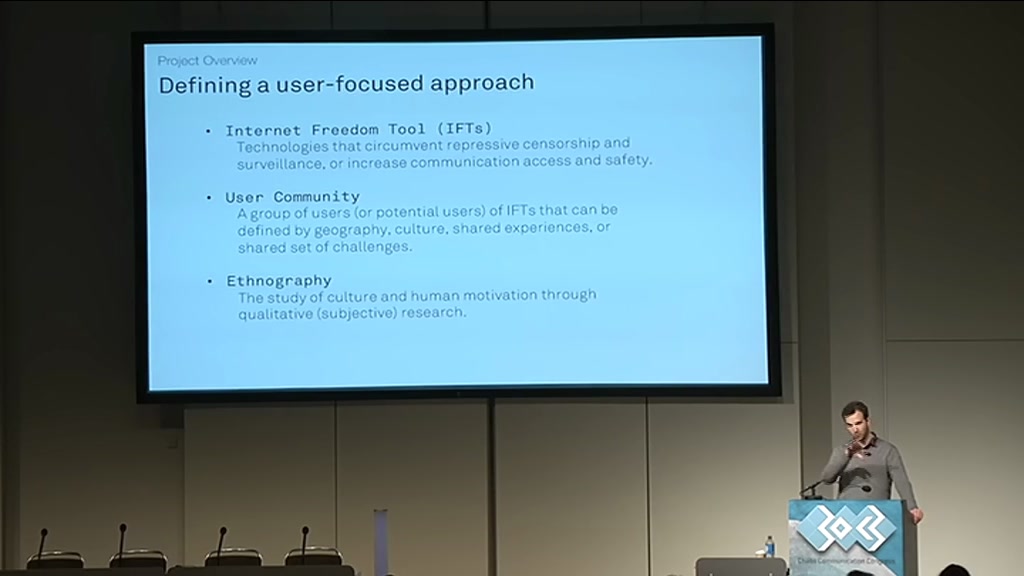 Project Overview
Defining a user-focused approach
• Internet Freedom Tool (IFTs)
Technologies that circumvent repressive censorship and
surveillance, or increase communication access and safety.
• User Community
A group of users (or potential users) of IFTs that can be
defined by geography, culture, shared experiences, or
shared set of challenges.
• Ethnography
The study of culture and human motivation through
qualitative (subjective) research.
30C3
Chaos Communication Congress